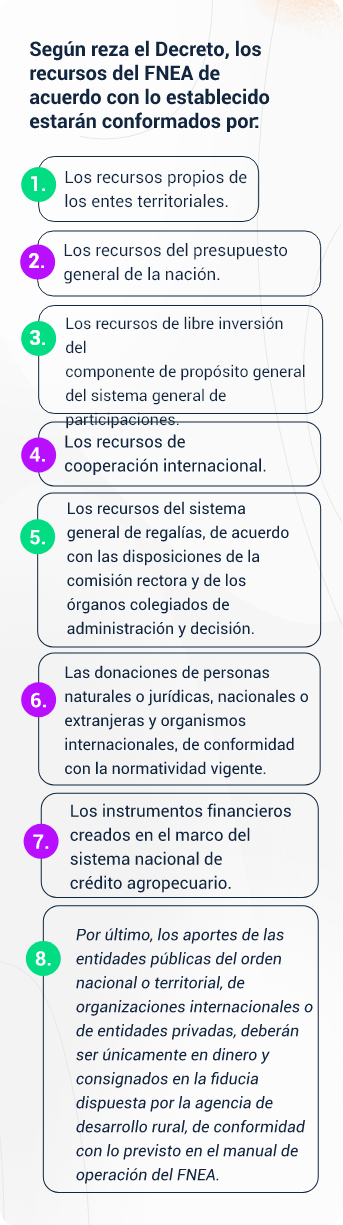 Según reza el Decreto, los
recursos del FNEA de
acuerdo con lo establecido
estarán conformados por:
1.
Los recursos propios de
los entes territoriales.
2.
Los recursos del presupuesto
general de la nación.
3.
Los recursos de libre inversión
del
componente de propósito general
del sistema general de
participaciones.
4.
Los recursos de
cooperación internacional.
5.
Los recursos del sistema
general de regalías, de acuerdo
con las disposiciones de la
comisión rectora y de los
órganos colegiados de
administración y decisión.
6.
Las donaciones de personas
naturales o jurídicas, nacionales o
extranjeras y organismos
internacionales, de conformidad
con la normatividad vigente.
7.
Los instrumentos financieros
creados en el marco del
sistema nacional de
crédito agropecuario.
8.
Por último, los aportes de las
entidades públicas del orden
nacional o territorial, de
organizaciones internacionales o
de entidades privadas, deberán
ser únicamente en dinero y
consignados en la fiducia
dispuesta por la agencia de
desarrollo rural, de conformidad
con lo previsto en el manual de
operación del FNEA.